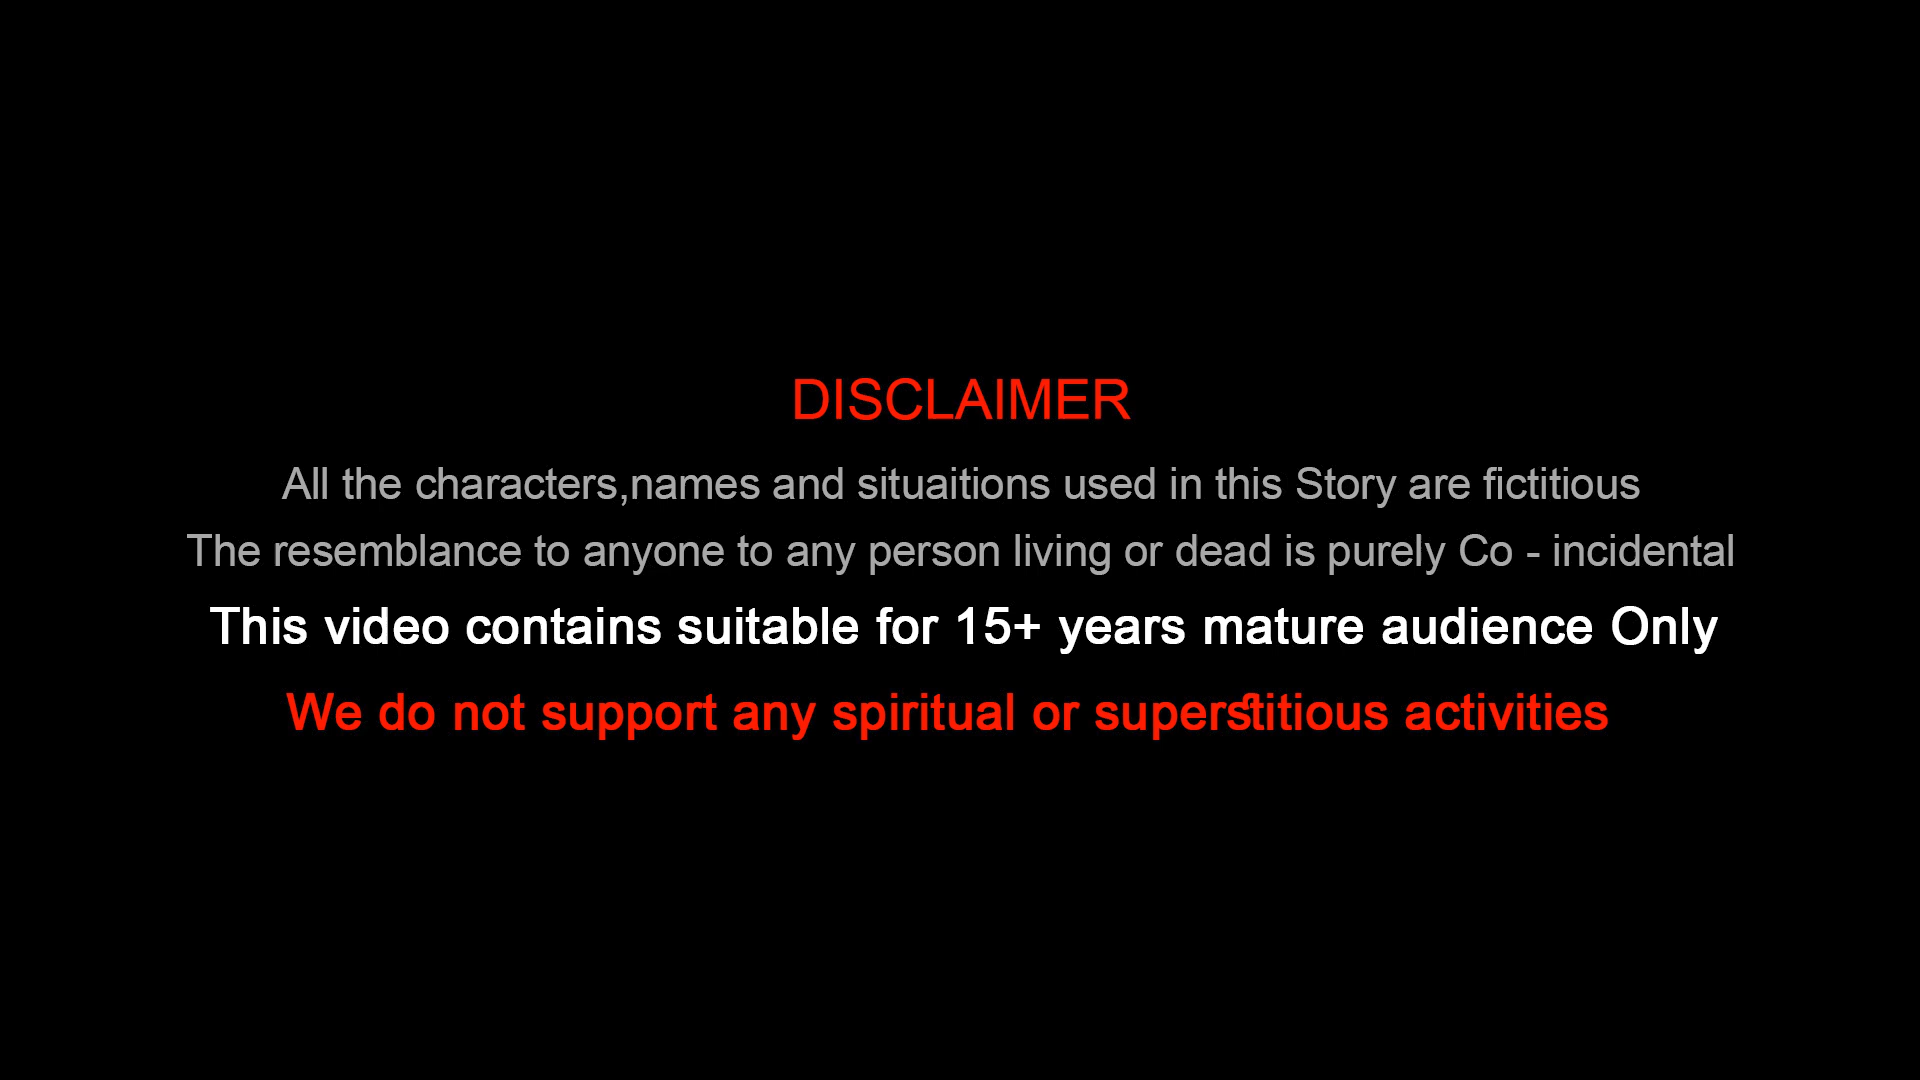 DISCLAIMER
All the characters,names and situaitions used in this Story are fictitious
The resemblance to anyone to any person living or dead is purely Co - incidental
This video contains suitable for 15+ years mature audience Only
We do not support any spiritual or superstitious activities